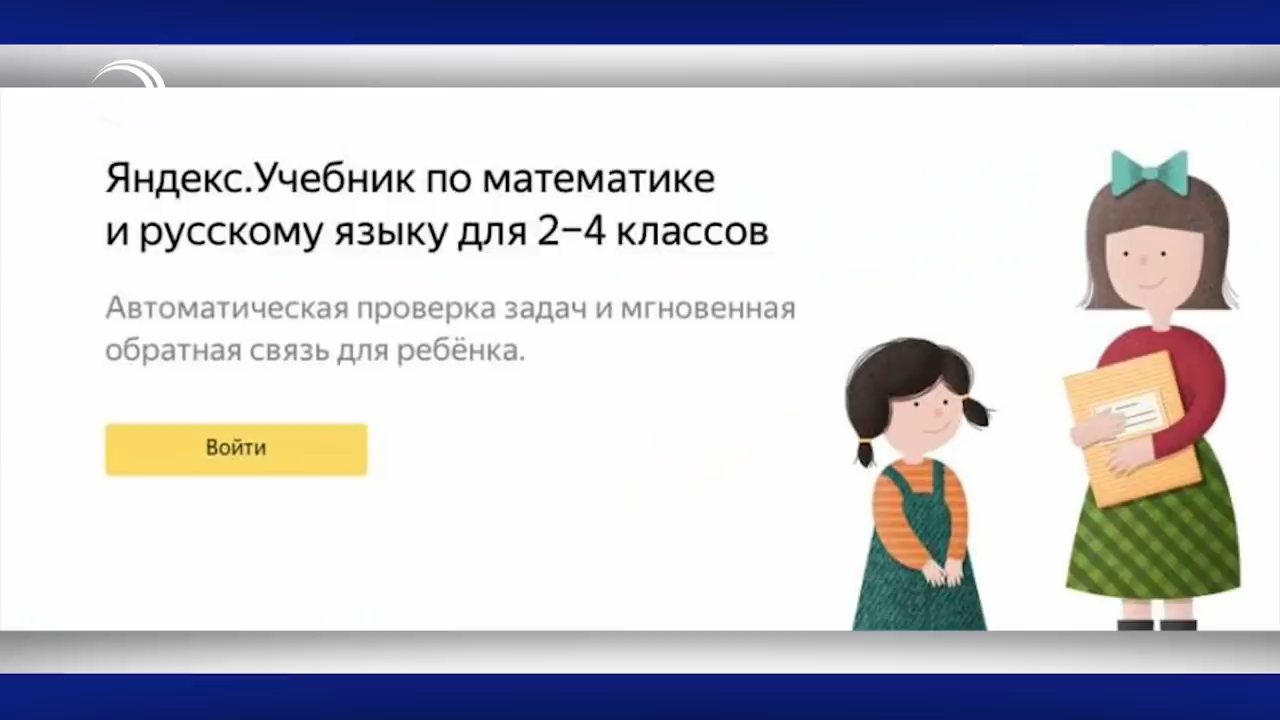 Яндекс.Учебник по математике
и русскому языку для 2–4 классов
Автоматическая проверка задач и мгновенная
обратная связь для ребёнка.
Войти